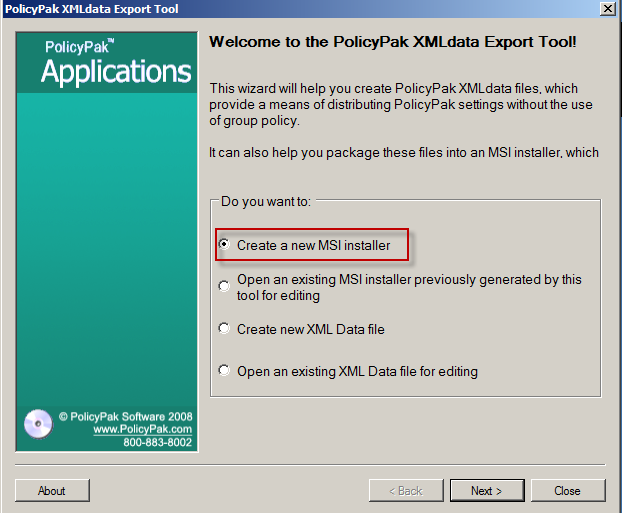 PolicyPak XMLdata Export Tool
PolicyPak™
Applications
Welcome to the PolicyPak XMLdata Export Tool!
This wizard will help you create PolicyPak XMLdata files, which
provide a means of distributing PolicyPak settings without the use
of group policy.
It can also help you package these files into an MSI installer, which
Do you want to:
Create a new MSI installer
Open an existing MSI installer previously generated by this
tool for editing
Create new XML Data file
Open an existing XML Data file for editing
© PolicyPak Software 2008
www.PolicyPak.com
800-883-8002
About
< Back
Next >
Close